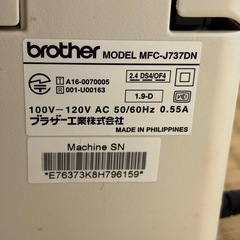 brother MODEL MFC-J737DN
T A16-0070005
R 001-U00163
2.4 DS4/OF4
1.9-D
100V－120V AC 50/60Hz 0.55A
ブラザー工業株式会社
MADE IN PHILIPPINES
Machine SN
*E76373K8H796159*